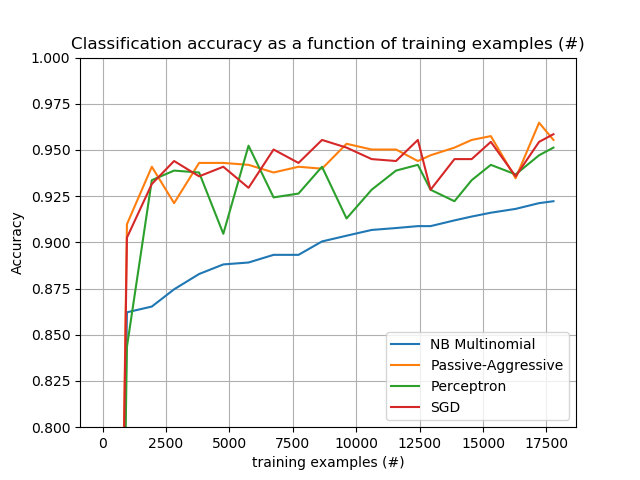 Classification accuracy as a function of training examples (#)
1.000
0.975
0.950
0.925
0.900
0.875
0.850
0.825
0.800
Accuracy
NB Multinomial
Passive-Aggressive
Perceptron
SGD
0 2500 5000 7500 10000 12500 15000 17500
training examples (#)